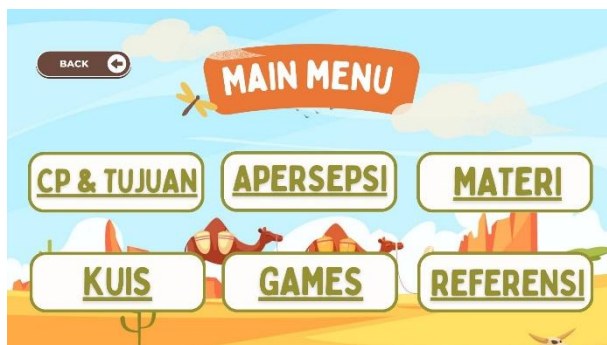 BACK
MAIN MENU
CP & TUJUAN
APERSEPSI
MATERI
KUIS
GAMES
REFERENSI